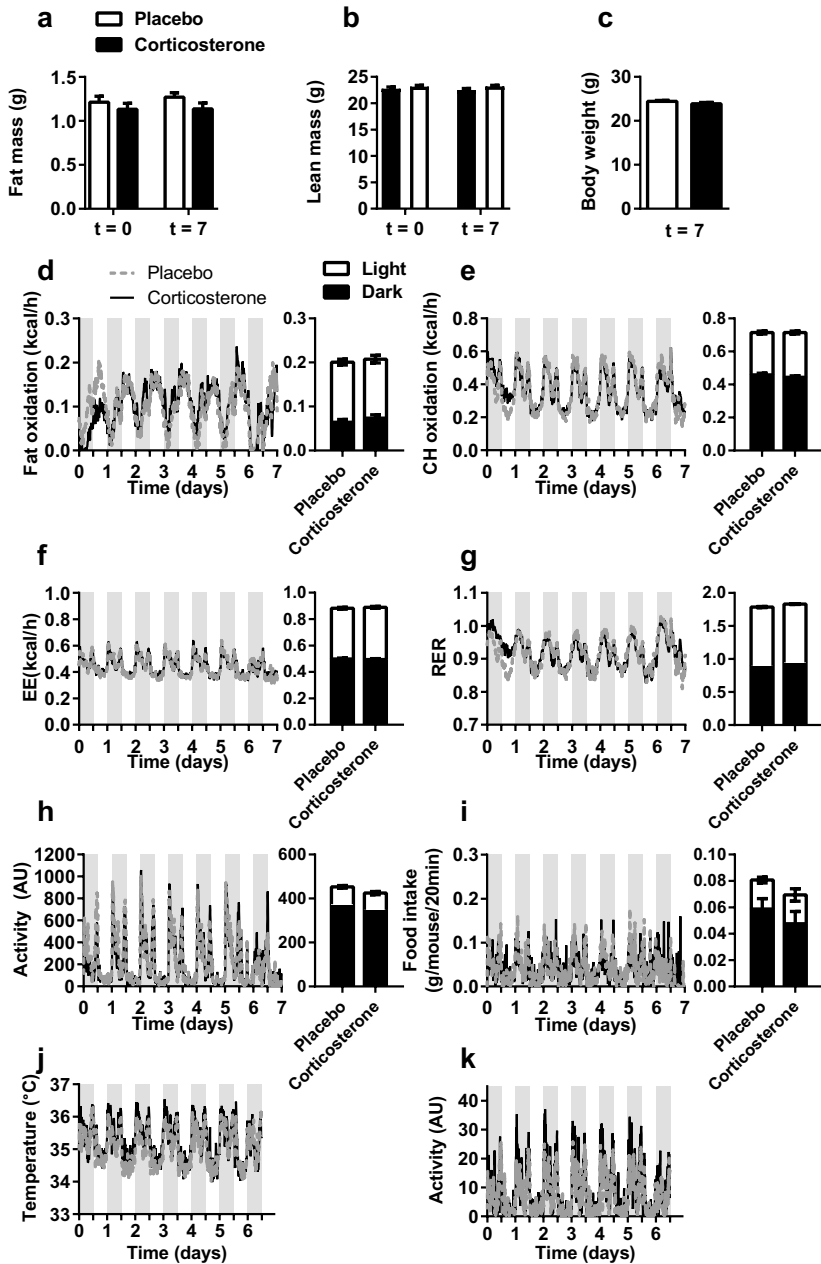 a
Placebo
Corticosterone
b
c
Fat mass (g)
1.5
1.0
0.5
0.0
t = 0
t = 7
Lean mass (g)
25
20
15
10
5
0
t = 0
t = 7
Body weight (g)
30
20
10
0
t = 7
d
Placebo
Corticosterone
Light
Dark
e
Fat oxidation (kcal/h)
0.3
0.2
0.1
0.0
0 1 2 3 4 5 6 7
Time (days)
0.3
0.2
0.1
0.0
Placebo
Corticosterone
CH oxidation (kcal/h)
0.8
0.6
0.4
0.2
0.0
0 1 2 3 4 5 6 7
Time (days)
0.8
0.6
0.4
0.2
0.0
Placebo
Corticosterone
f
EE(kcal/h)
1.0
0.8
0.6
0.4
0.2
0.0
0 1 2 3 4 5 6 7
Time (days)
1.0
0.8
0.6
0.4
0.2
0.0
Placebo
Corticosterone
g
RER
1.1
1.0
0.9
0.8
0.7
0 1 2 3 4 5 6 7
Time (days)
2.0
1.5
1.0
0.5
0.0
Placebo
Corticosterone
h
Activity (AU)
1200
1000
800
600
400
200
0
0 1 2 3 4 5 6 7
Time (days)
600
400
200
0
Placebo
Corticosterone
i
Food intake
(g/mouse/20min)
0.3
0.2
0.1
0.0
0 1 2 3 4 5 6 7
Time (days)
0.10
0.08
0.06
0.04
0.02
0.00
Placebo
Corticosterone
j
Temperature (°C)
37
36
35
34
33
0 1 2 3 4 5 6 7
Time (days)
k
Activity (AU)
40
30
20
10
0
0 1 2 3 4 5 6 7
Time (days)